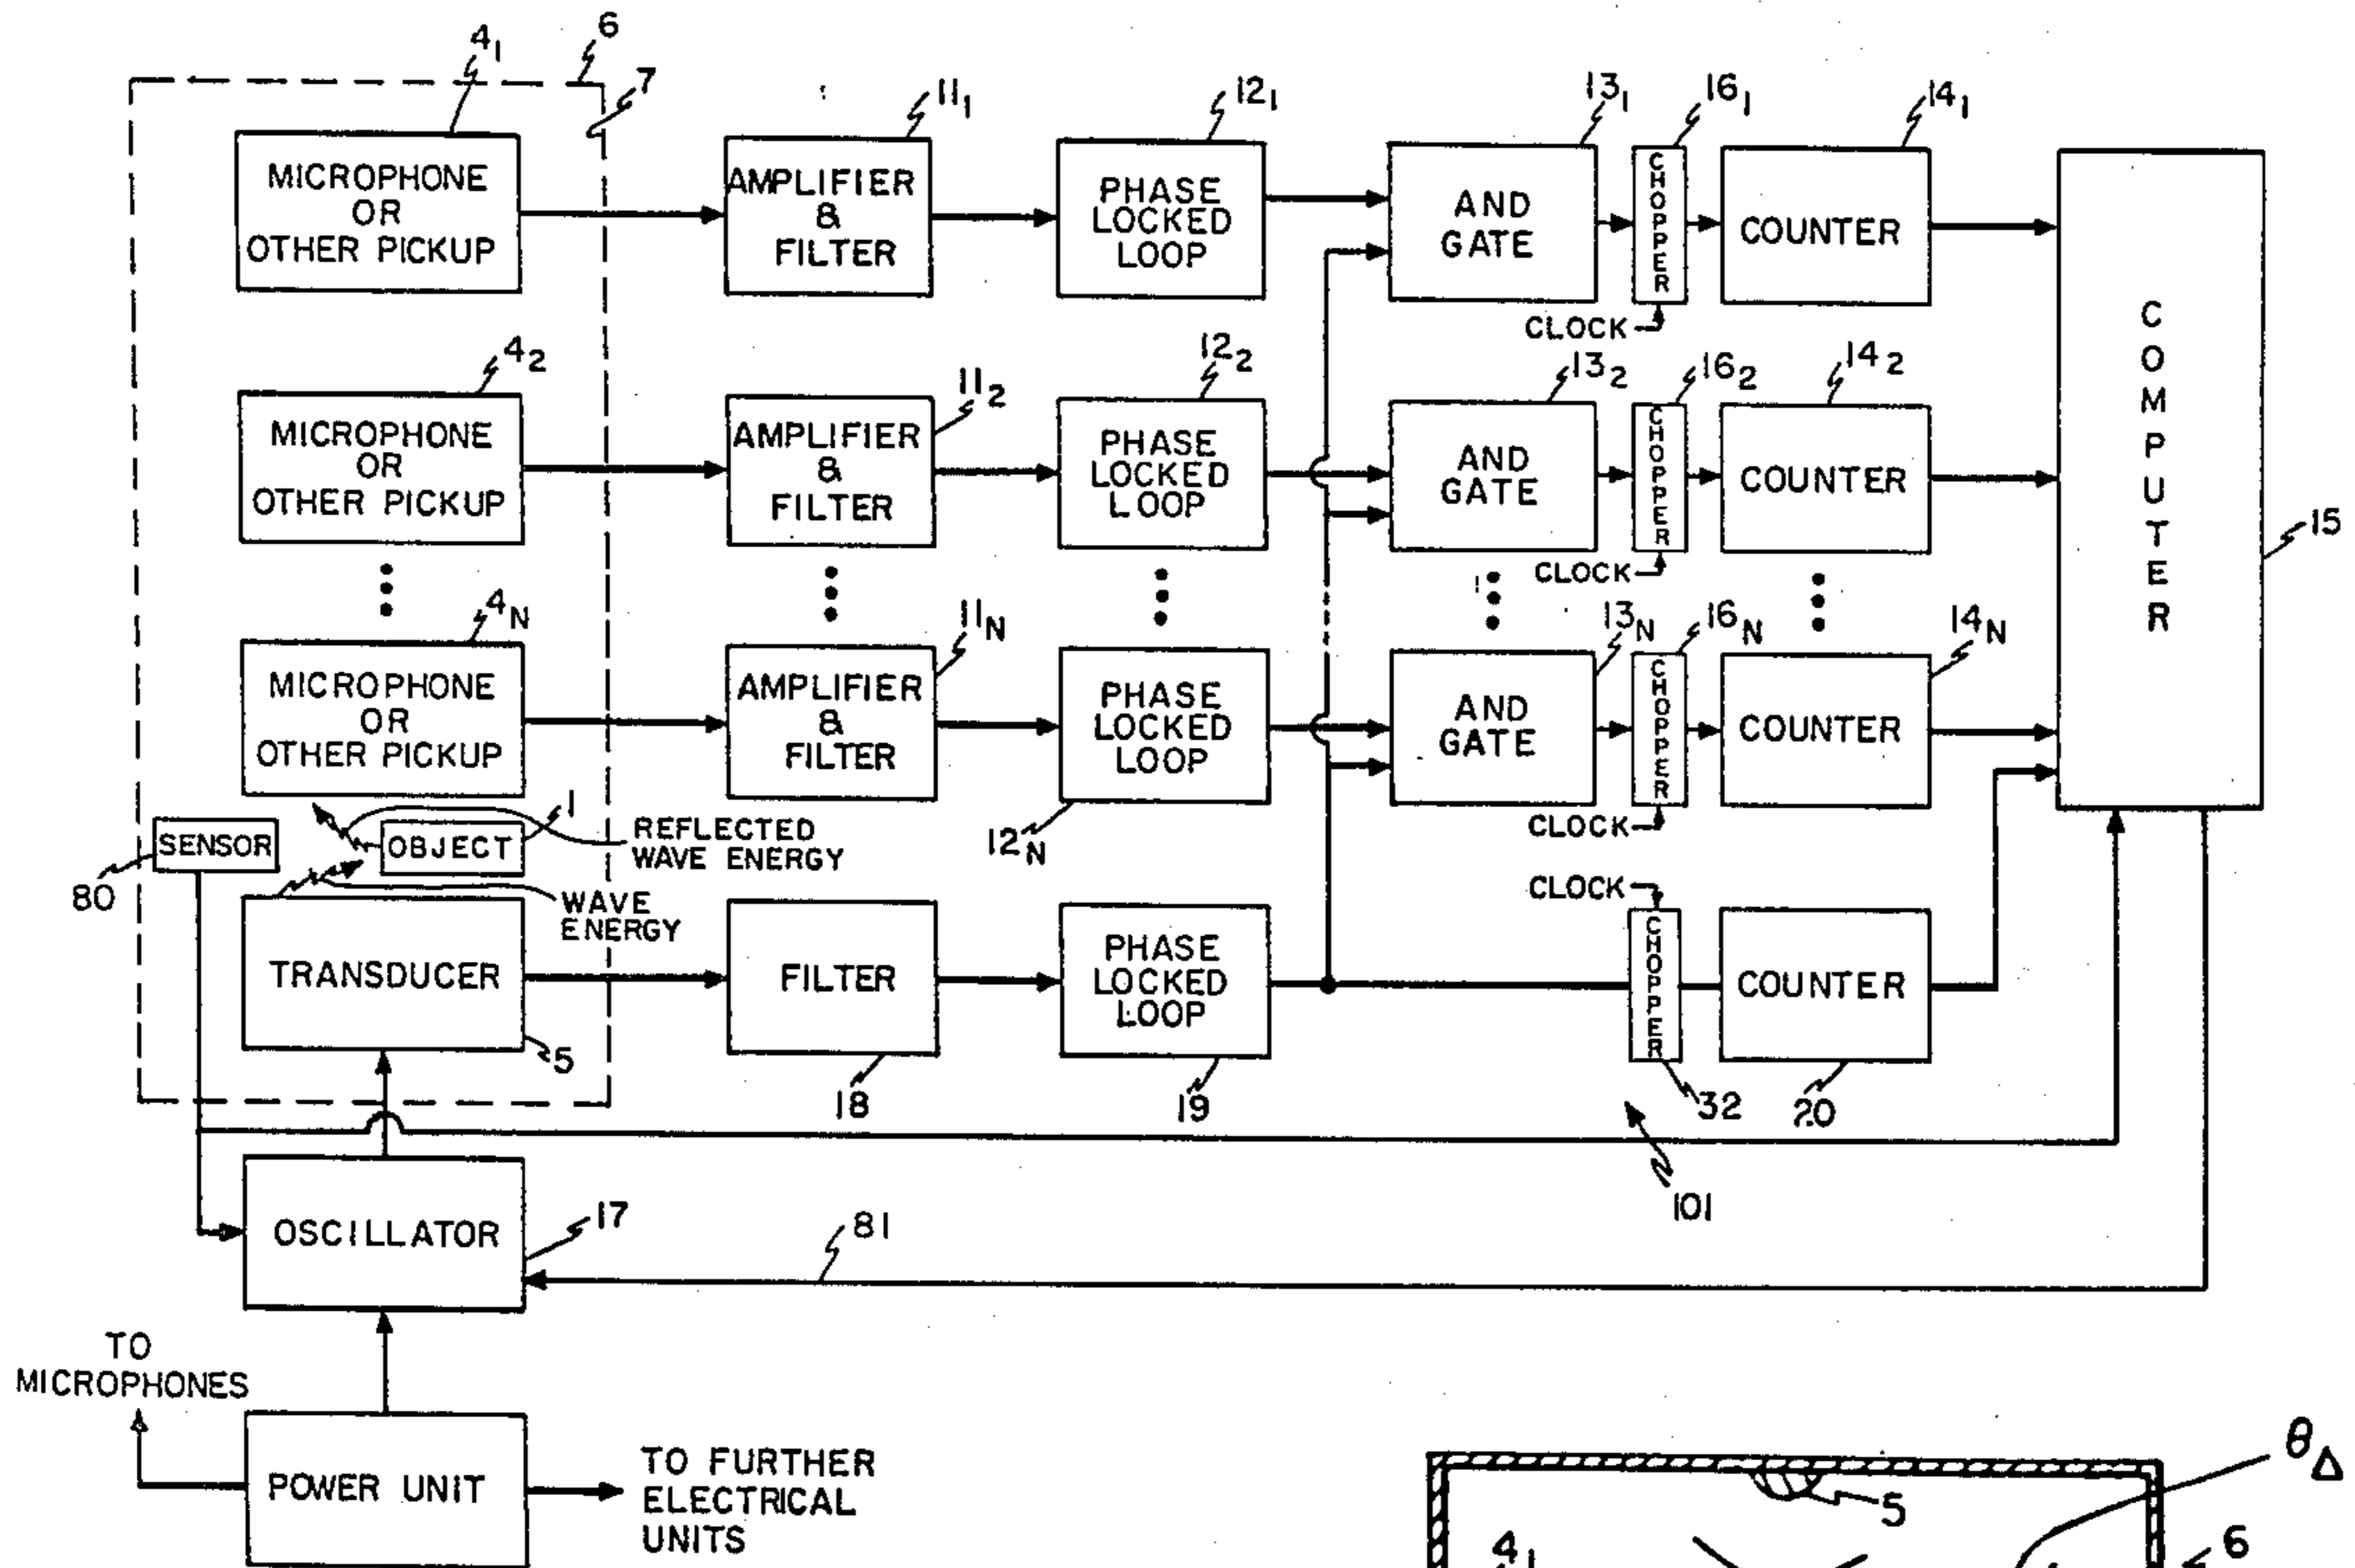 4₁
6
7
11₁
12₁
13₁
16₁
14₁
MICROPHONE
OR
OTHER PICKUP
AMPLIFIER
&
FILTER
PHASE
LOCKED
LOOP
AND
GATE
CHOPPER
COUNTER
CLOCK
COMPUTER
15
4₂
11₂
12₂
13₂
16₂
14₂
MICROPHONE
OR
OTHER PICKUP
AMPLIFIER
&
FILTER
PHASE
LOCKED
LOOP
AND
GATE
CHOPPER
COUNTER
CLOCK
4N
11N
13N
16N
14N
MICROPHONE
OR
OTHER PICKUP
AMPLIFIER
&
FILTER
PHASE
LOCKED
LOOP
AND
GATE
CHOPPER
COUNTER
CLOCK
12N
SENSOR
80
OBJECT
1
REFLECTED
WAVE ENERGY
WAVE
ENERGY
TRANSDUCER
5
FILTER
18
PHASE
LOCKED
LOOP
19
CLOCK
CHOPPER
32
COUNTER
20
101
OSCILLATOR
17
81
TO
MICROPHONES
POWER UNIT
TO FURTHER
ELECTRICAL
UNITS
θΔ
5
4₁
6